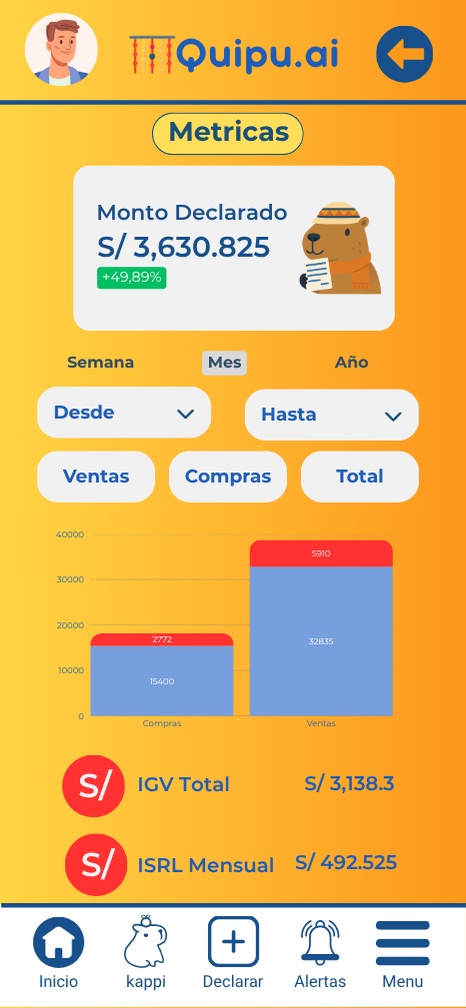 Quipu.ai
Metricas
Monto Declarado
S/ 3,630.825
+49,89%
Semana Mes Año
Desde Hasta
Ventas Compras Total
40000
5910
30000
20000
2772
32835
10000
15400
0
Compras Ventas
S/ IGV Total S/ 3,138.3
S/ ISRL Mensual S/ 492.525
Inicio kappi Declarar Alertas Menu